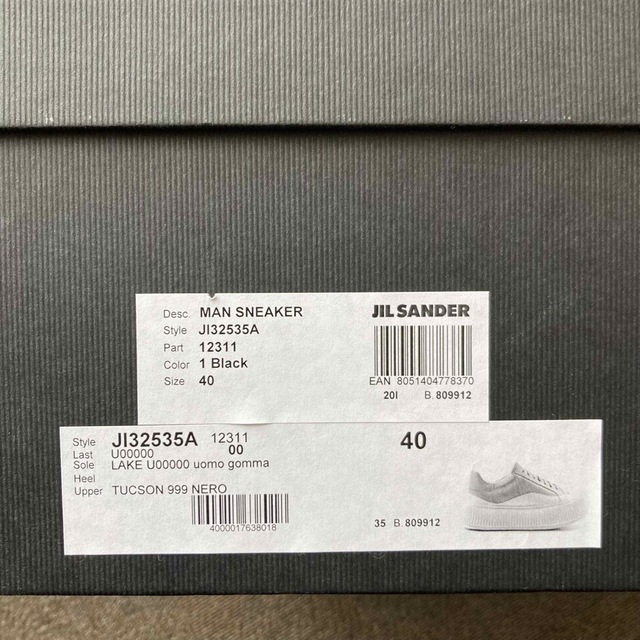 Desc. MAN SNEAKER
JIL SANDER
Style JI32535A
Part 12311
Color 1 Black
Size 40
EAN 8051404778370
20I B. 809912
Style JI32535A 12311 40
Last U00000 00
Sole LAKE U00000 uomo gomma
Heel
Upper TUCSON 999 NERO
4000017638018
35 B. 809912